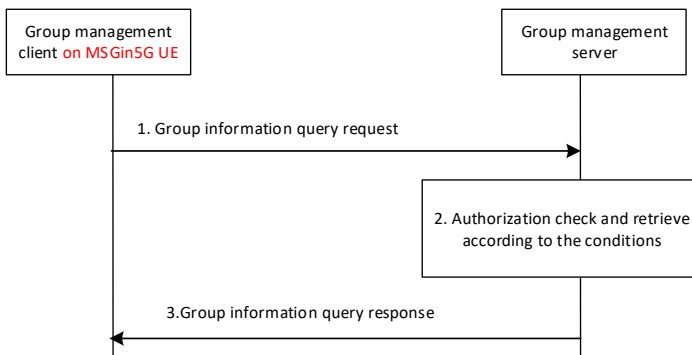 Group management
client on MSGin5G UE
Group management
server
1. Group information query request
2. Authorization check and retrieve
according to the conditions
3.Group information query response